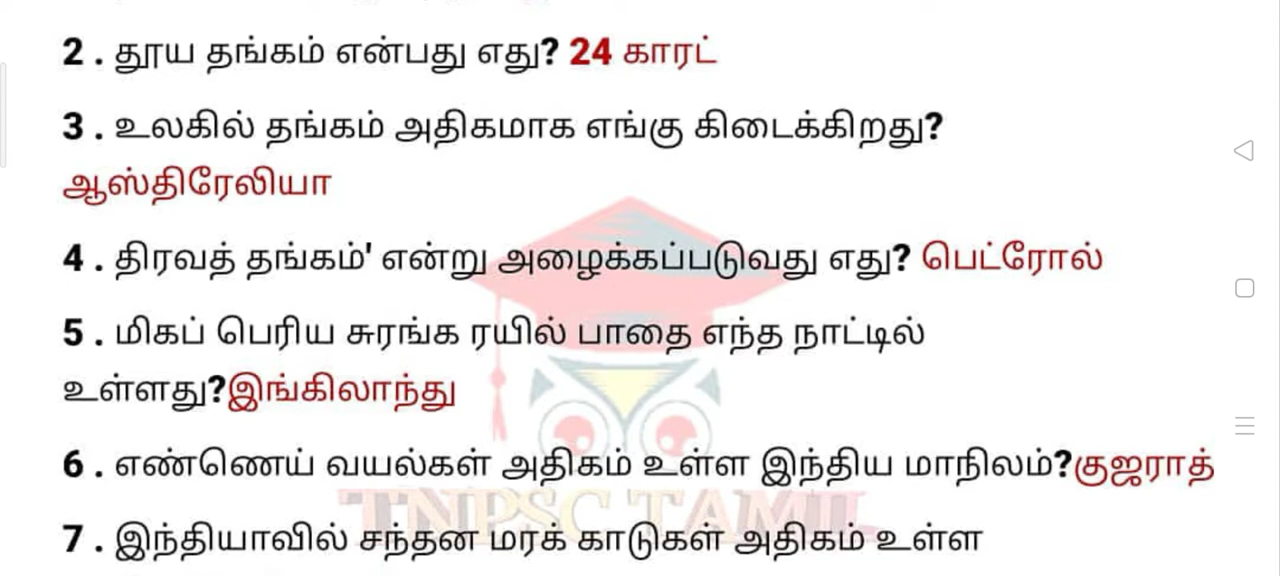 2 . தூய தங்கம் என்பது எது? 24 காரட்
3 . உலகில் தங்கம் அதிகமாக எங்கு கிடைக்கிறது?
ஆஸ்திரேலியா
4 . திரவத் தங்கம்' என்று அழைக்கப்படுவது எது? பெட்ரோல்
5 . மிகப் பெரிய சுரங்க ரயில் பாதை எந்த நாட்டில்
உள்ளது?இங்கிலாந்து
6 . எண்ணெய் வயல்கள் அதிகம் உள்ள இந்திய மாநிலம்?குஜராத்
TNPSC TAMIL
7 . இந்தியாவில் சந்தன மரக் காடுகள் அதிகம் உள்ள